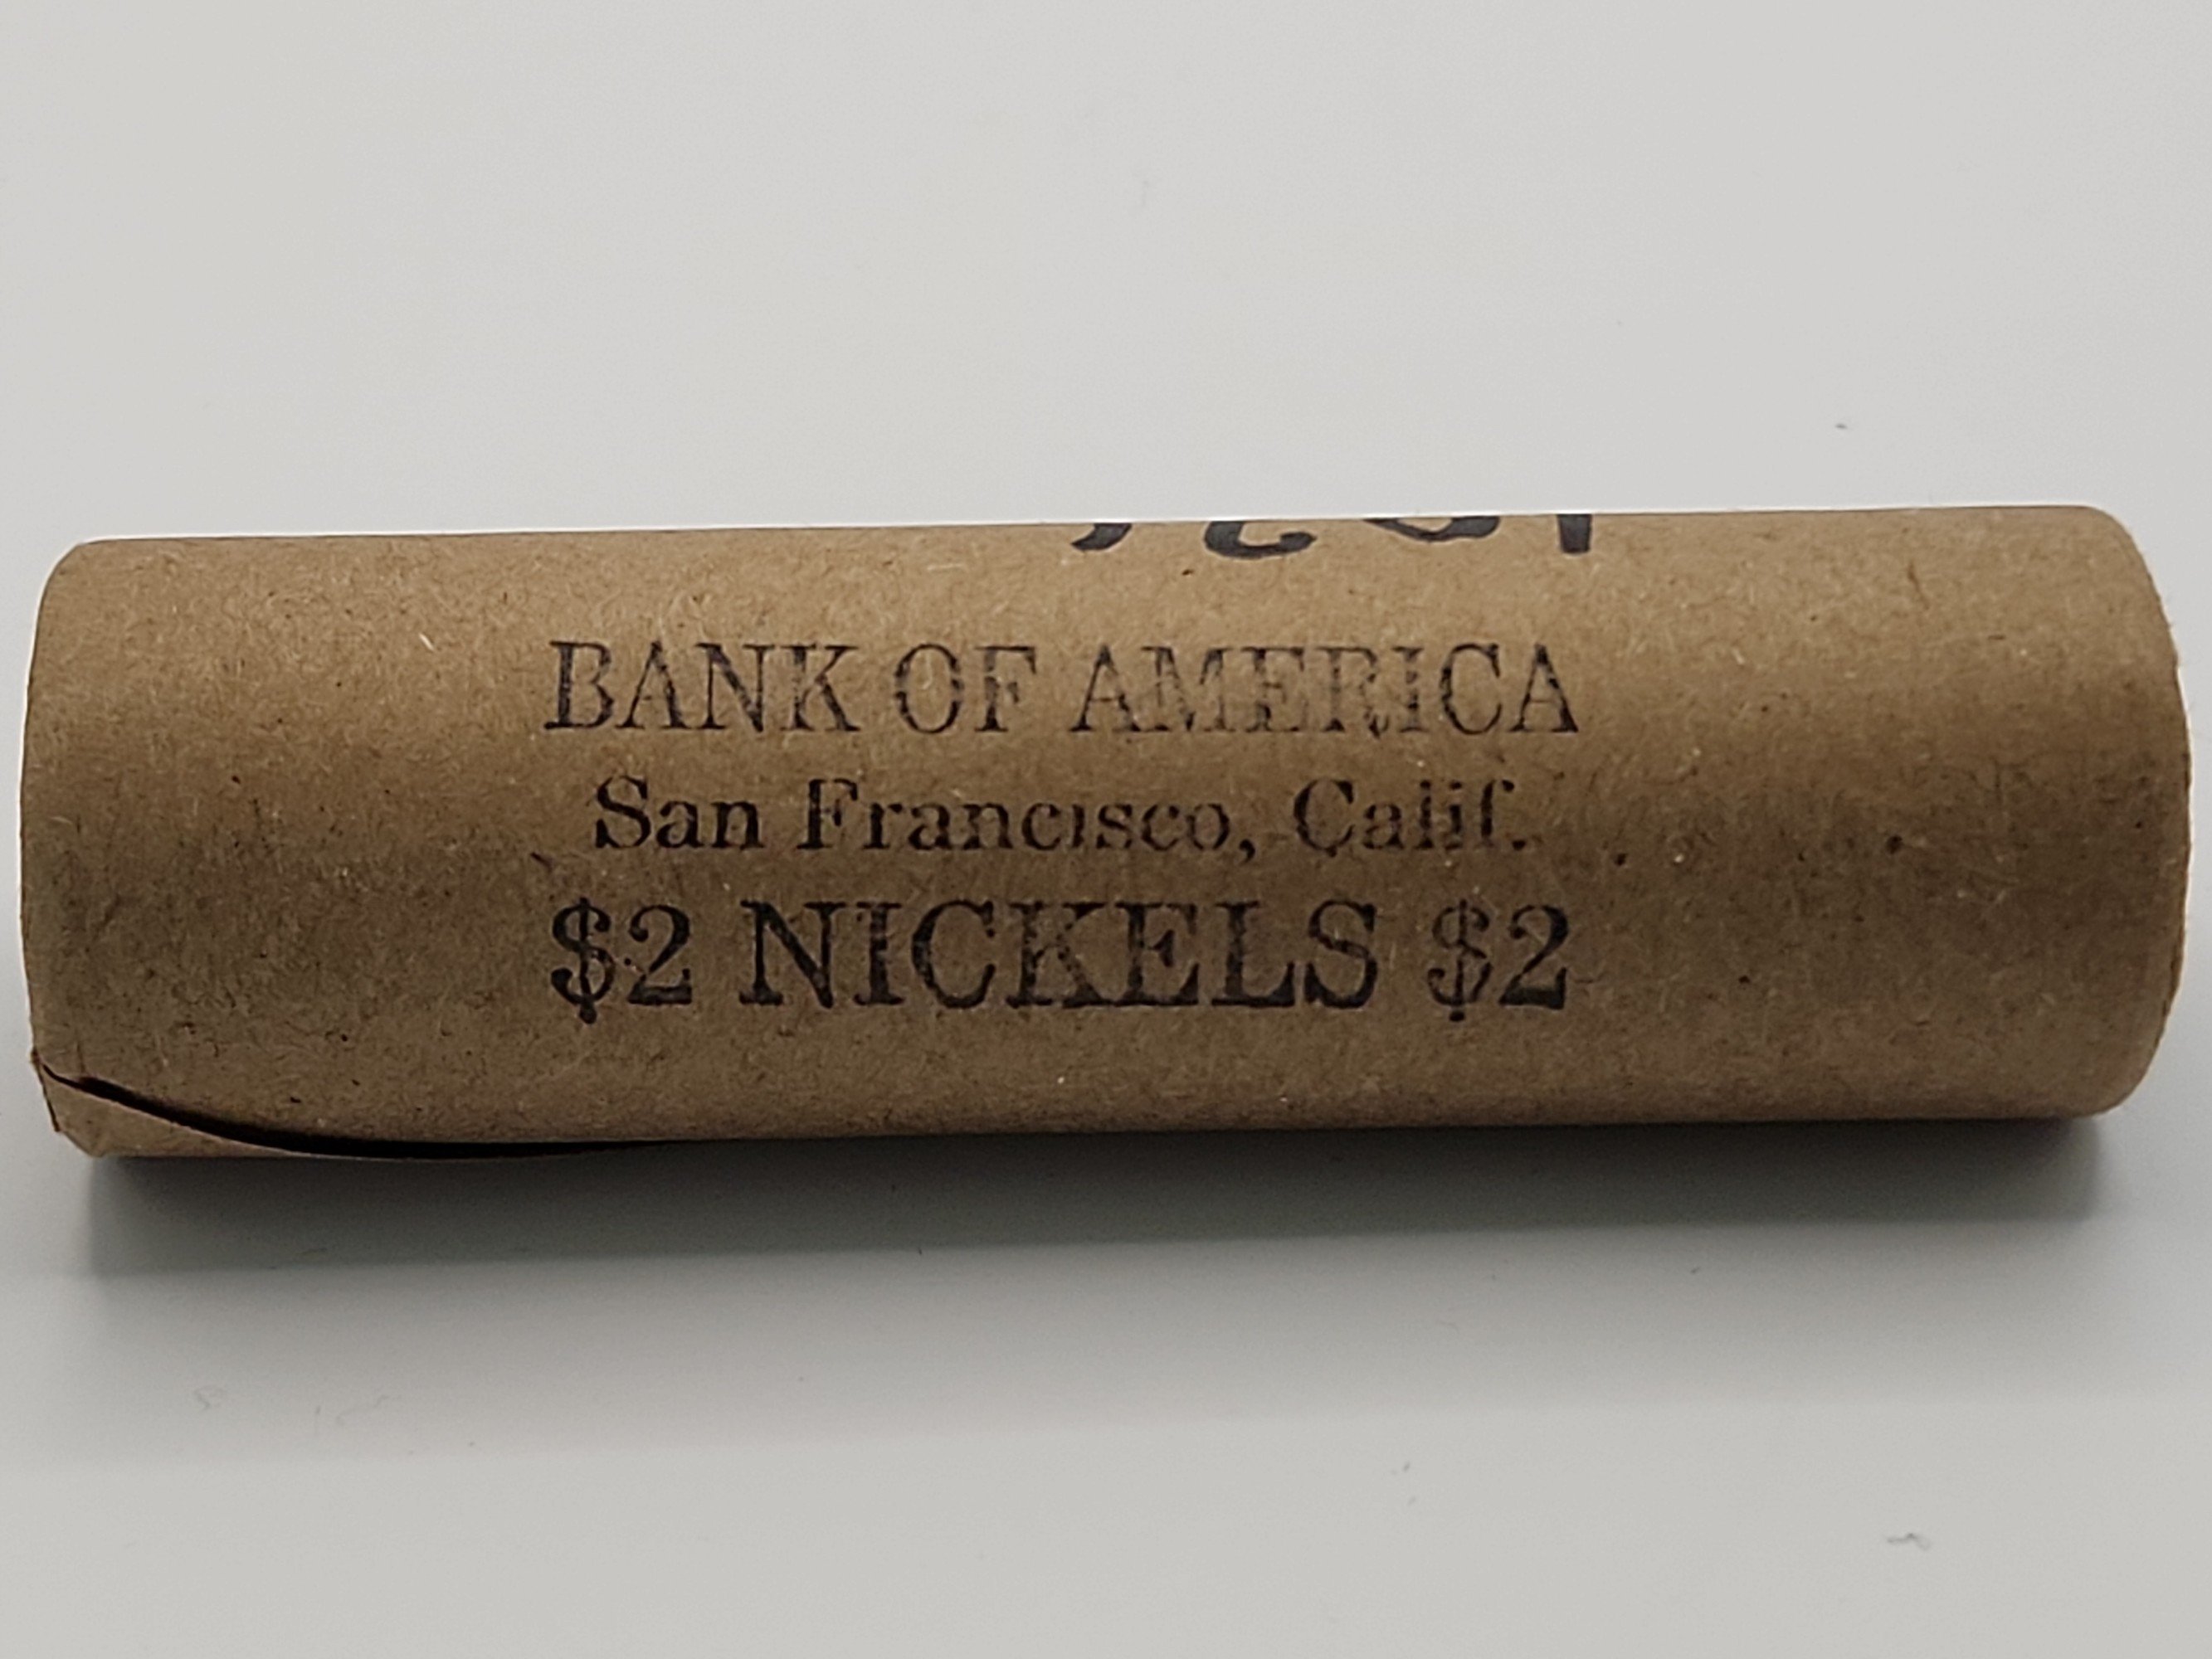 BANK OF AMERICA
San Francisco, Calif.
$2 NICKELS $2